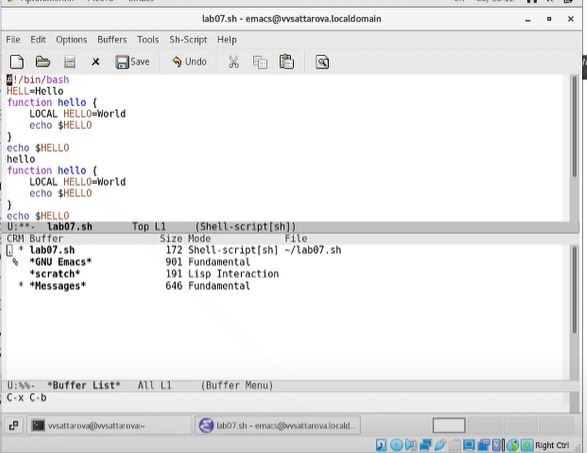 lab07.sh - emacs@vvsattarova.localdomain
File Edit Options Buffers Tools Sh-Script Help
Save Undo
#!/bin/bash
HELL=Hello
function hello {
LOCAL HELLO=World
echo $HELLO
}
echo $HELLO
hello
function hello {
LOCAL HELLO=World
echo $HELLO
}
echo $HELLO
U:**- lab07.sh Top L1 (Shell-script[sh])
CRM Buffer Size Mode File
. * lab07.sh 172 Shell-script[sh] ~/lab07.sh
% *GNU Emacs* 901 Fundamental
*scratch* 191 Lisp Interaction
* *Messages* 646 Fundamental
U:%%- *Buffer List* All L1 (Buffer Menu)
C-x C-b
vvsattarova@vvsattarova:~ lab07.sh - emacs@vvsattarova.locald...
Right Ctrl